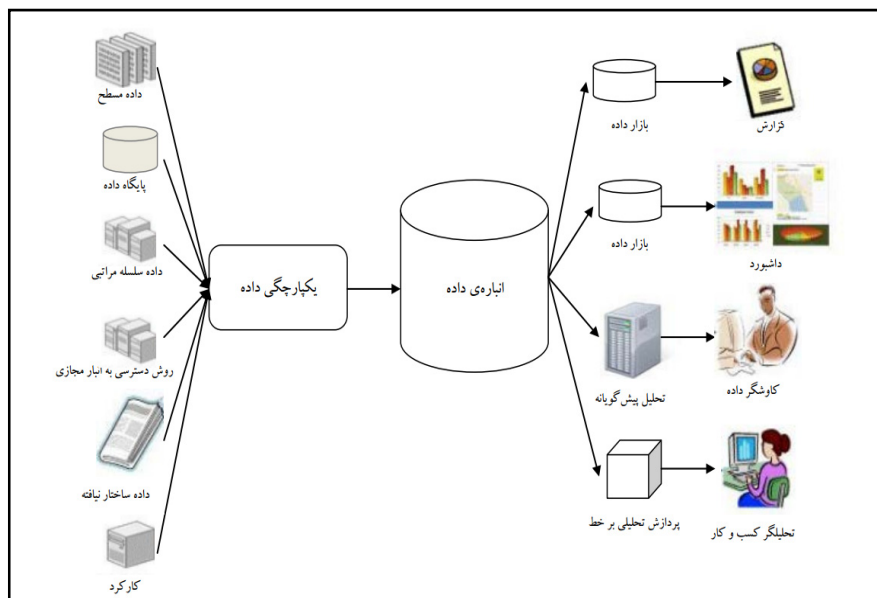 داده مسطح
پایگاه داده
داده سلسله مراتبی
روش دسترسی به انبار مجازی
داده ساختار نیافته
کارکرد
یکپارچگی داده
انباره‌ی داده
بازار داده
گزارش
بازار داده
داشبورد
تحلیل پیش‌گویانه
کاوشگر داده
پردازش تحلیلی بر خط
تحلیلگر کسب و کار